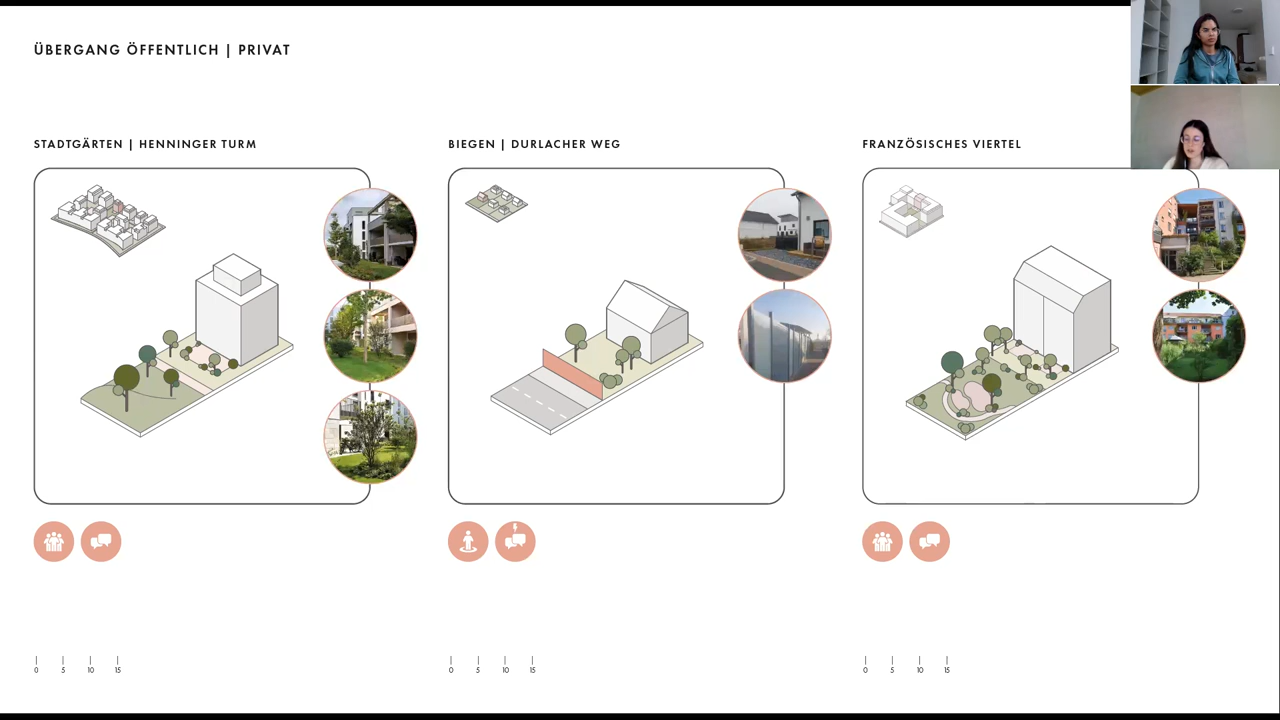 ÜBERGANG ÖFFENTLICH | PRIVAT
STADTGÄRTEN | HENNINGER TURM
BIEGEN | DURLACHER WEG
FRANZÖSISCHES VIERTEL
0 5 10 15
0 5 10 15
0 5 10 15